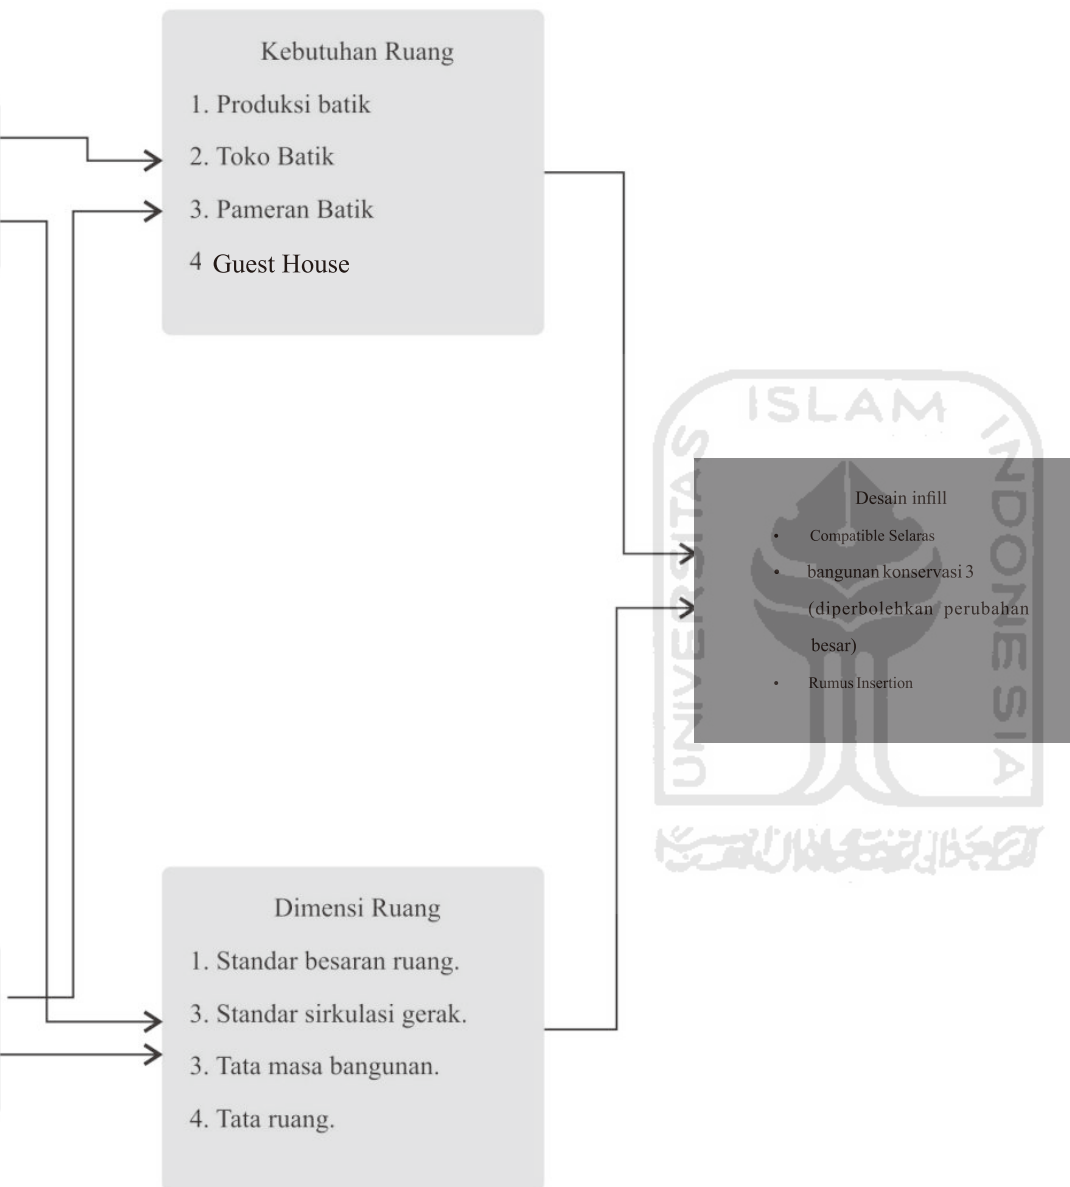 Kebutuhan Ruang
1. Produksi batik
2. Toko Batik
3. Pameran Batik
4 Guest House
ISLAM
UNIVERSITAS
INDONESIA
Desain infill
• Compatible Selaras
• bangunan konservasi 3
(diperbolehkan perubahan
besar)
• Rumus Insertion
Dimensi Ruang
1. Standar besaran ruang.
3. Standar sirkulasi gerak.
3. Tata masa bangunan.
4. Tata ruang.